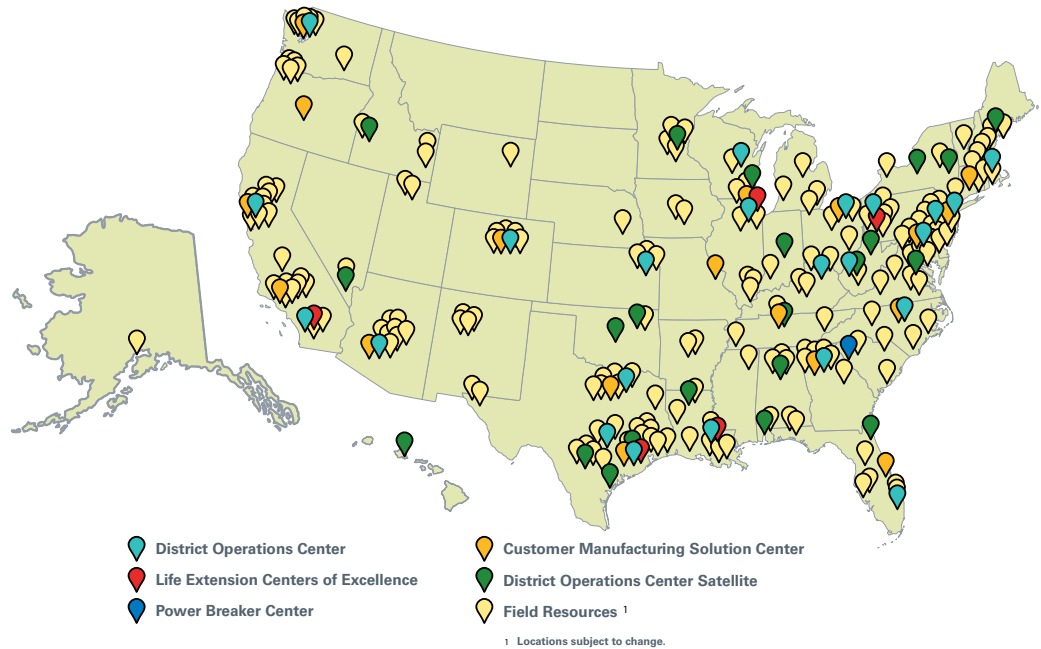 District Operations Center
Life Extension Centers of Excellence
Power Breaker Center
Customer Manufacturing Solution Center
District Operations Center Satellite
Field Resources 1
1 Locations subject to change.